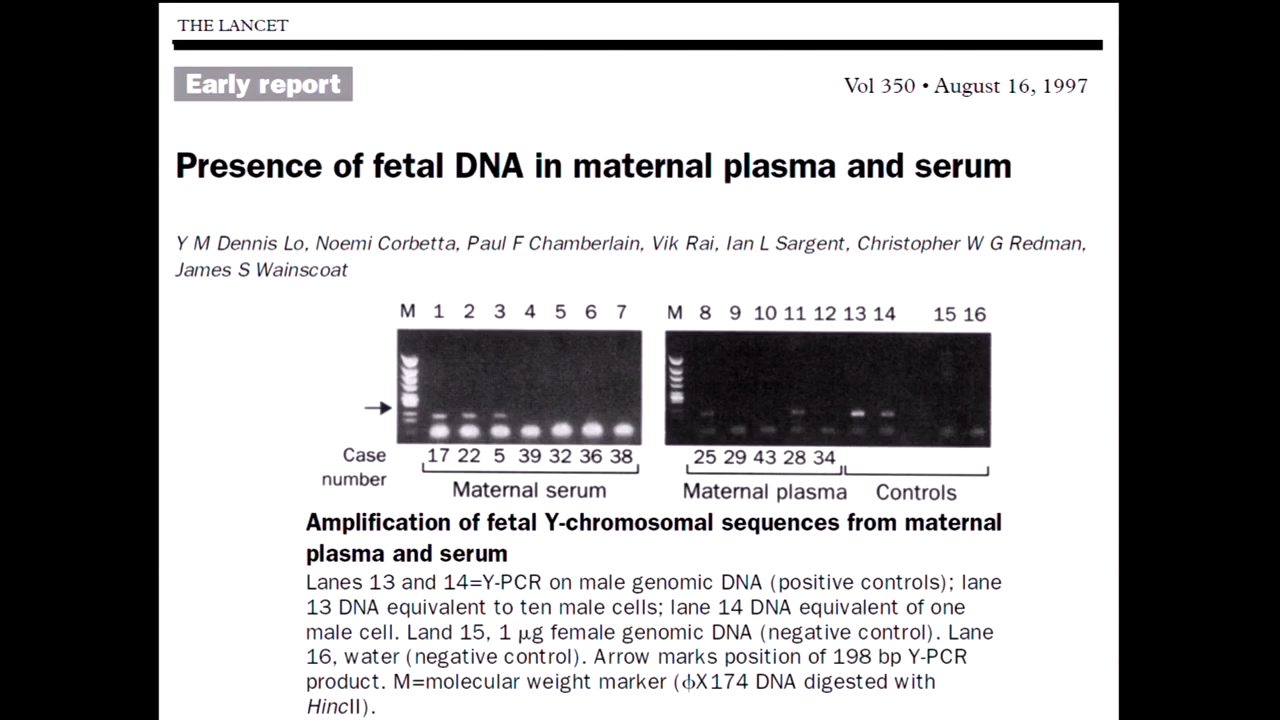 THE LANCET
Early report
Vol 350 • August 16, 1997
Presence of fetal DNA in maternal plasma and serum
Y M Dennis Lo, Noemi Corbetta, Paul F Chamberlain, Vik Rai, Ian L Sargent, Christopher W G Redman,
James S Wainscoat
M 1 2 3 4 5 6 7 M 8 9 10 11 12 13 14 15 16
Case number 17 22 5 39 32 36 38 25 29 43 28 34
Maternal serum Maternal plasma Controls
Amplification of fetal Y-chromosomal sequences from maternal
plasma and serum
Lanes 13 and 14=Y-PCR on male genomic DNA (positive controls); lane
13 DNA equivalent to ten male cells; lane 14 DNA equivalent of one
male cell. Land 15, 1 µg female genomic DNA (negative control). Lane
16, water (negative control). Arrow marks position of 198 bp Y-PCR
product. M=molecular weight marker (ϕX174 DNA digested with
HincII).